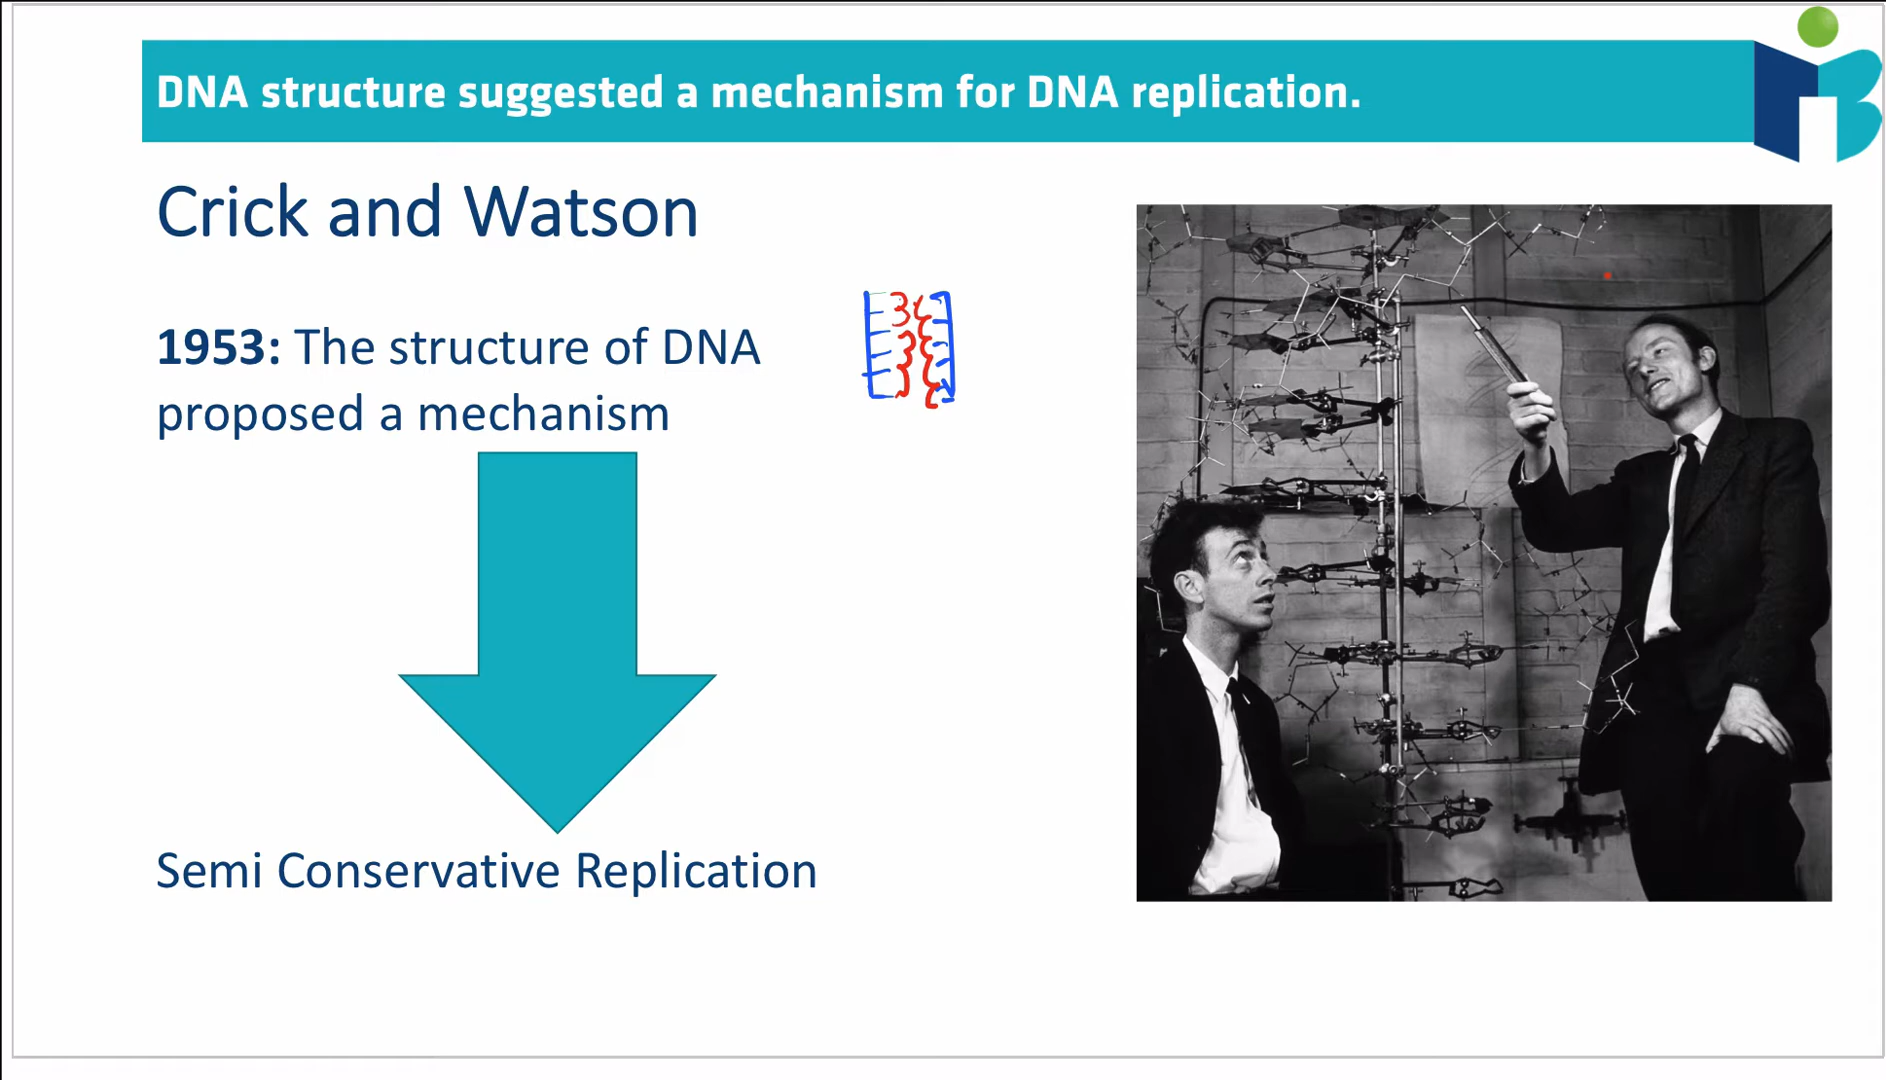 DNA structure suggested a mechanism for DNA replication.
Crick and Watson
1953: The structure of DNA
proposed a mechanism
Semi Conservative Replication